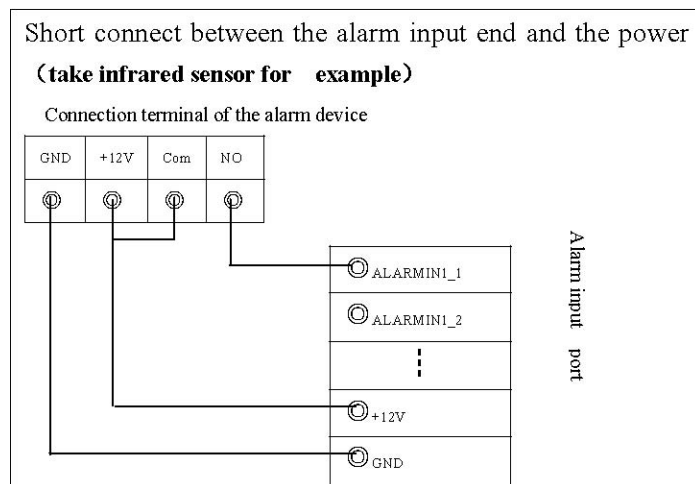 Short connect between the alarm input end and the power
（take infrared sensor for example）
Connection terminal of the alarm device
GND +12V Com NO
ALARMIN1_1
ALARMIN1_2
+12V
GND
Alarm input port